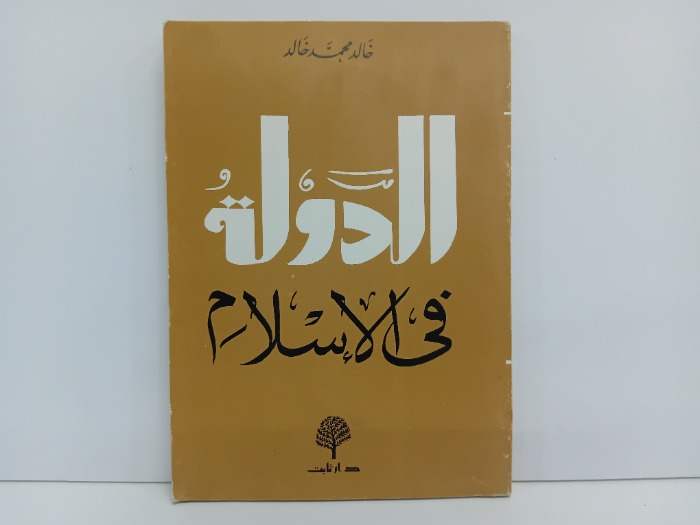 خالد محمد خالد
الدولة
في الإسلام
دار ثابت